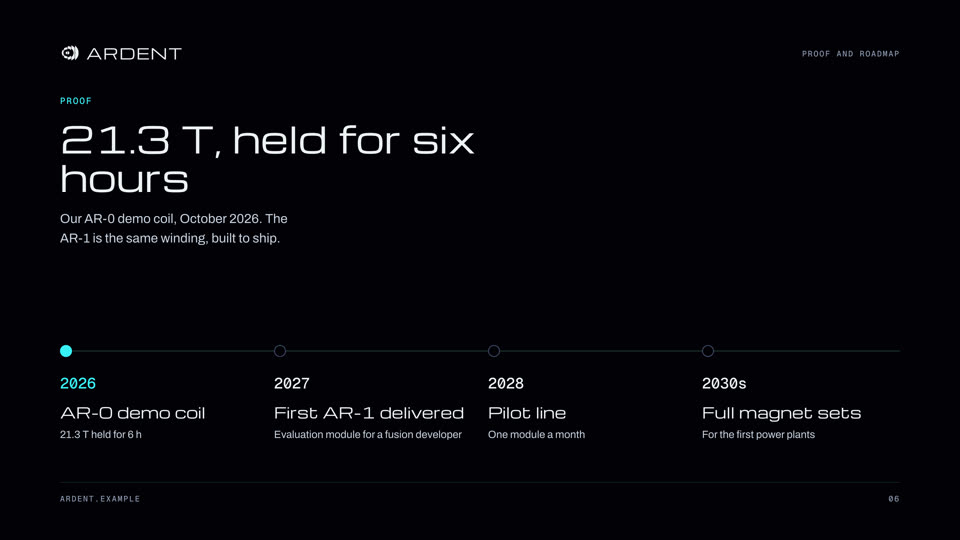 ARDENT
PROOF AND ROADMAP
PROOF
21.3 T, held for six
hours
Our AR-0 demo coil, October 2026. The
AR-1 is the same winding, built to ship.
2026
AR-0 demo coil
21.3 T held for 6 h
2027
First AR-1 delivered
Evaluation module for a fusion developer
2028
Pilot line
One module a month
2030s
Full magnet sets
For the first power plants
ARDENT.EXAMPLE
06